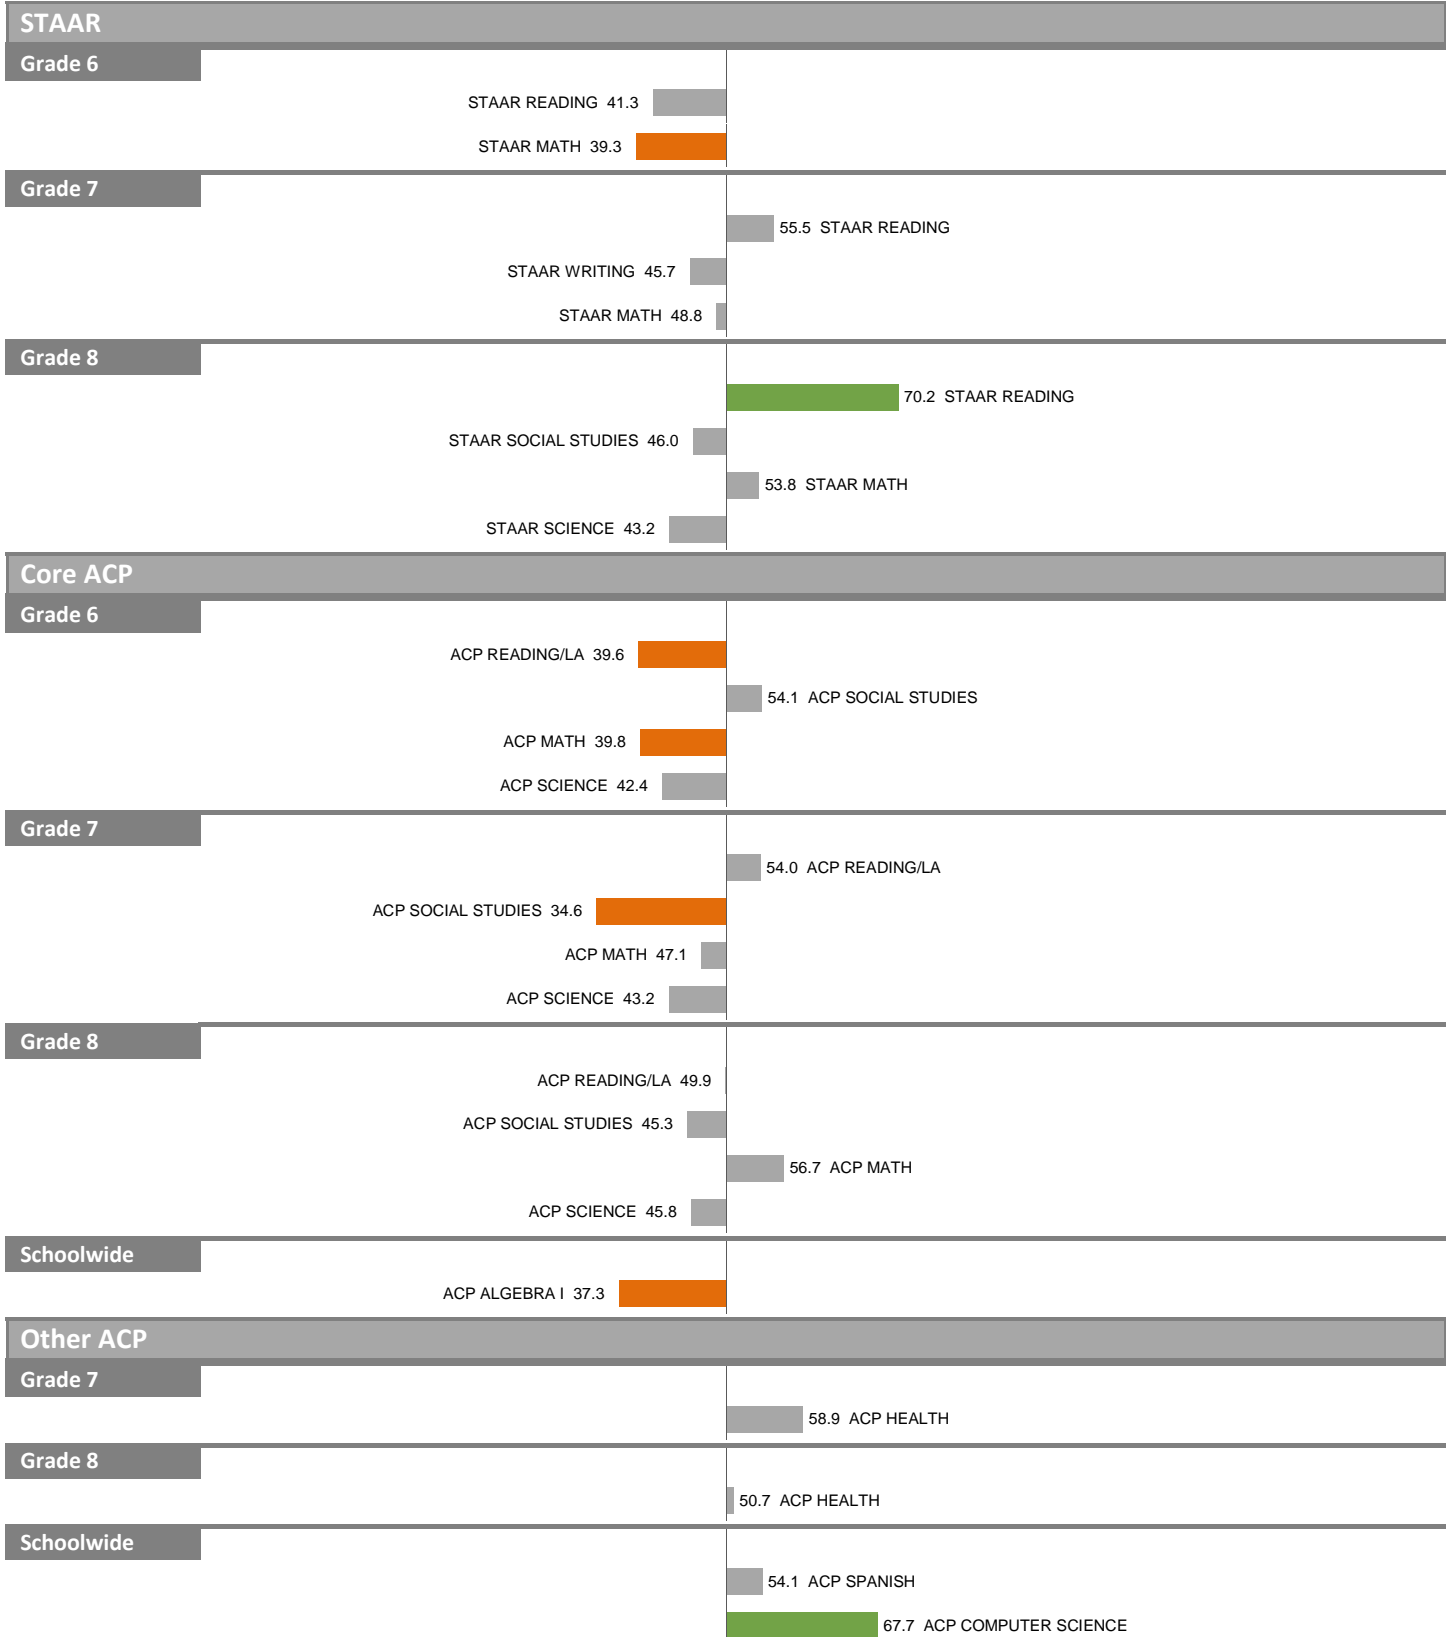 STAAR
Grade 6
STAAR READING 41.3
STAAR MATH 39.3
Grade 7
55.5 STAAR READING
STAAR WRITING 45.7
STAAR MATH 48.8
Grade 8
70.2 STAAR READING
STAAR SOCIAL STUDIES 46.0
53.8 STAAR MATH
STAAR SCIENCE 43.2
Core ACP
Grade 6
ACP READING/LA 39.6
54.1 ACP SOCIAL STUDIES
ACP MATH 39.8
ACP SCIENCE 42.4
Grade 7
54.0 ACP READING/LA
ACP SOCIAL STUDIES 34.6
ACP MATH 47.1
ACP SCIENCE 43.2
Grade 8
ACP READING/LA 49.9
ACP SOCIAL STUDIES 45.3
56.7 ACP MATH
ACP SCIENCE 45.8
Schoolwide
ACP ALGEBRA I 37.3
Other ACP
Grade 7
58.9 ACP HEALTH
Grade 8
50.7 ACP HEALTH
Schoolwide
54.1 ACP SPANISH
67.7 ACP COMPUTER SCIENCE